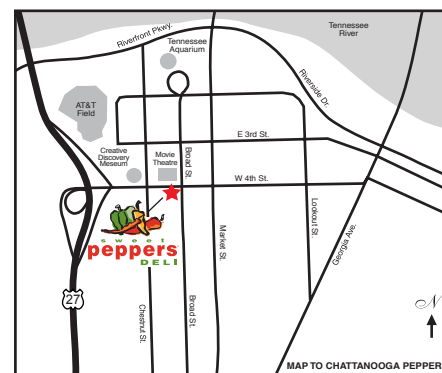 Tennessee
River
Riverfront Pkwy.
Tennessee
Aquarium
Riverside Dr.
AT&T
Field
E 3rd St.
Creative
Discovery
Meseum
Movie
Theatre
Broad St.
W 4th St.
sweet
peppers
DELI
Market St.
Lookout St.
Georgia Ave.
27
Chestnut St.
Broad St.
N
MAP TO CHATTANOOGA PEPPER